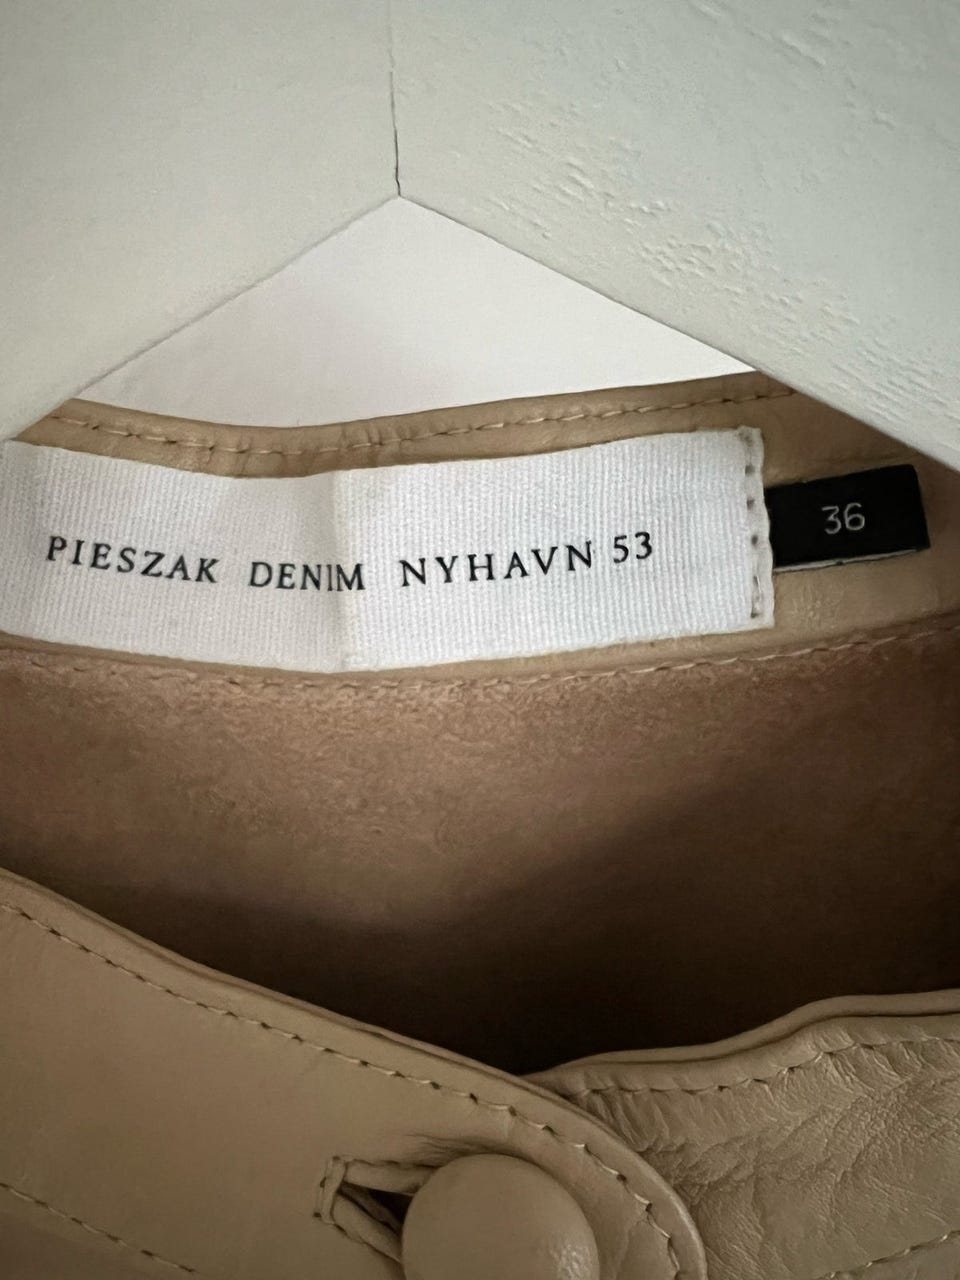 PIESZAK DENIM NYHAVN 53
36